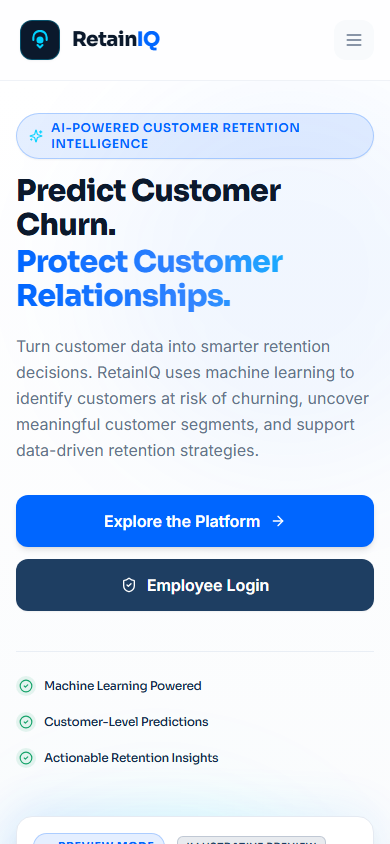 RetainIQ
AI-POWERED CUSTOMER RETENTION
INTELLIGENCE
Predict Customer
Churn.
Protect Customer
Relationships.
Turn customer data into smarter retention
decisions. RetainIQ uses machine learning to
identify customers at risk of churning, uncover
meaningful customer segments, and support
data-driven retention strategies.
Explore the Platform
Employee Login
Machine Learning Powered
Customer-Level Predictions
Actionable Retention Insights
PREVIEW MODE
ILLUSTRATIVE PREVIEW